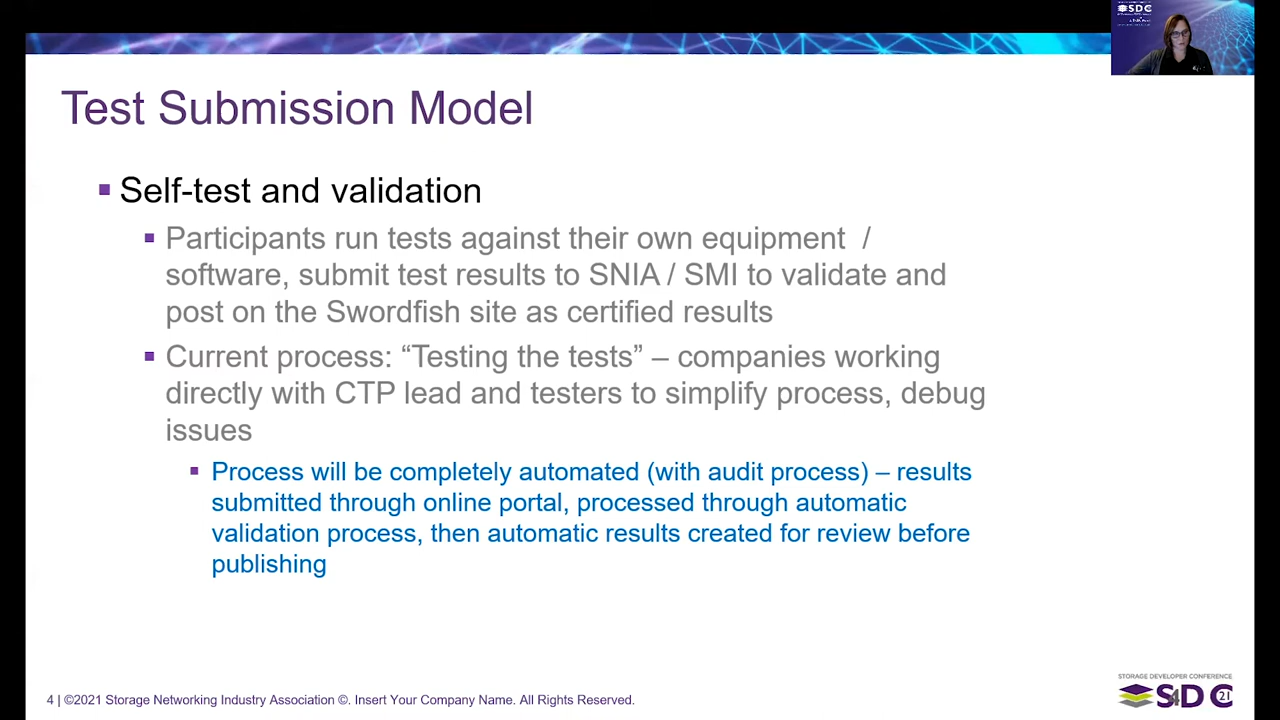 SDC
Test Submission Model
Self-test and validation
Participants run tests against their own equipment /
software, submit test results to SNIA / SMI to validate and
post on the Swordfish site as certified results
Current process: “Testing the tests” – companies working
directly with CTP lead and testers to simplify process, debug
issues
Process will be completely automated (with audit process) – results
submitted through online portal, processed through automatic
validation process, then automatic results created for review before
publishing
4 | ©2021 Storage Networking Industry Association ©. Insert Your Company Name. All Rights Reserved.
STORAGE DEVELOPER CONFERENCE
SDC 21
4